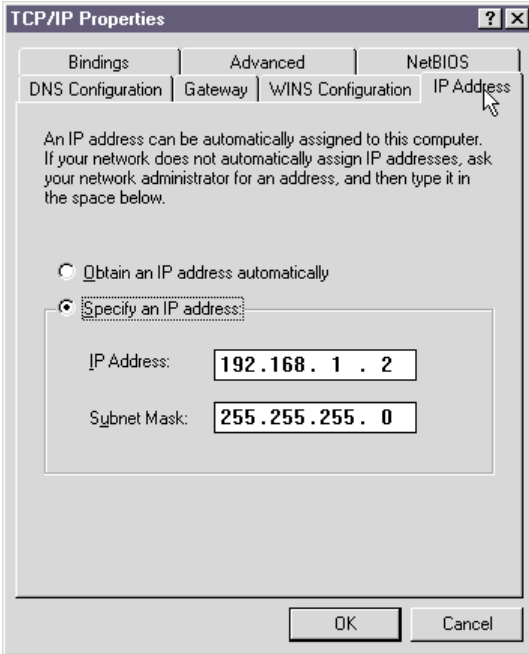 TCP/IP Properties
? X
Bindings Advanced NetBIOS
DNS Configuration Gateway WINS Configuration IP Address
An IP address can be automatically assigned to this computer.
If your network does not automatically assign IP addresses, ask
your network administrator for an address, and then type it in
the space below.
Obtain an IP address automatically
Specify an IP address:
IP Address: 192.168. 1 . 2
Subnet Mask: 255.255.255. 0
OK Cancel